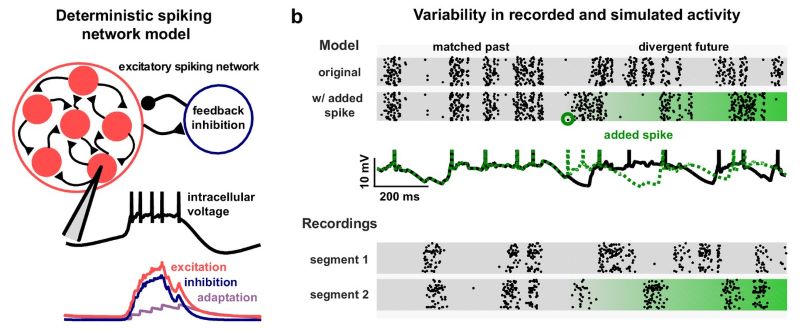 Deterministic spiking
network model
excitatory spiking network
feedback
inhibition
intracellular
voltage
excitation
inhibition
adaptation
b
Variability in recorded and simulated activity
Model
matched past
divergent future
original
w/ added
spike
added spike
10 mV
200 ms
Recordings
segment 1
segment 2